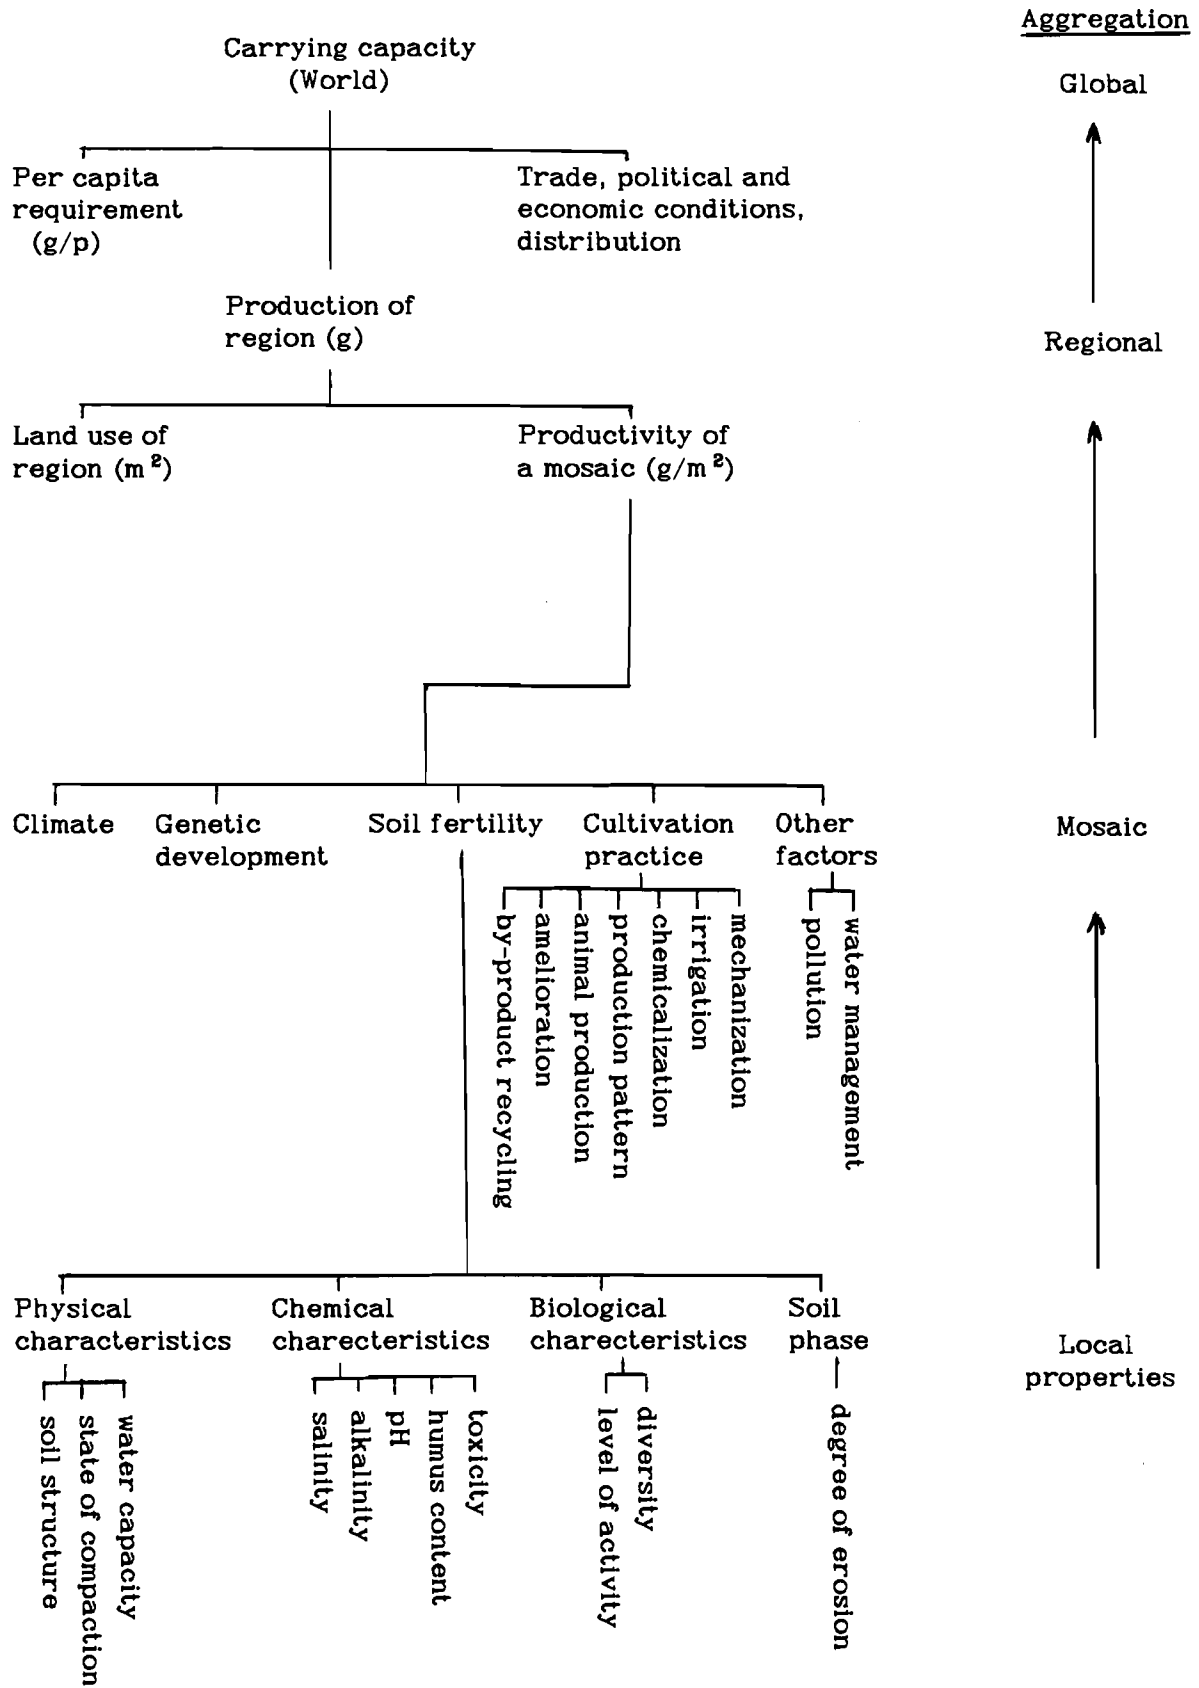 Aggregation
Carrying capacity
(World)
Global
Per capita
requirement
(g/p)
Trade, political and
economic conditions,
distribution
Production of
region (g)
Regional
Land use of
region (m²)
Productivity of
a mosaic (g/m²)
Climate
Genetic
development
Soil fertility
Cultivation
practice
Other
factors
Mosaic
by-product recycling
amelioration
animal production
production pattern
chemicalization
irrigation
mechanization
pollution
water management
Physical
characteristics
Chemical
charecteristics
Biological
charecteristics
Soil
phase
Local
properties
soil structure
state of compaction
water capacity
salinity
alkalinity
pH
humus content
toxicity
level of activity
diversity
degree of erosion